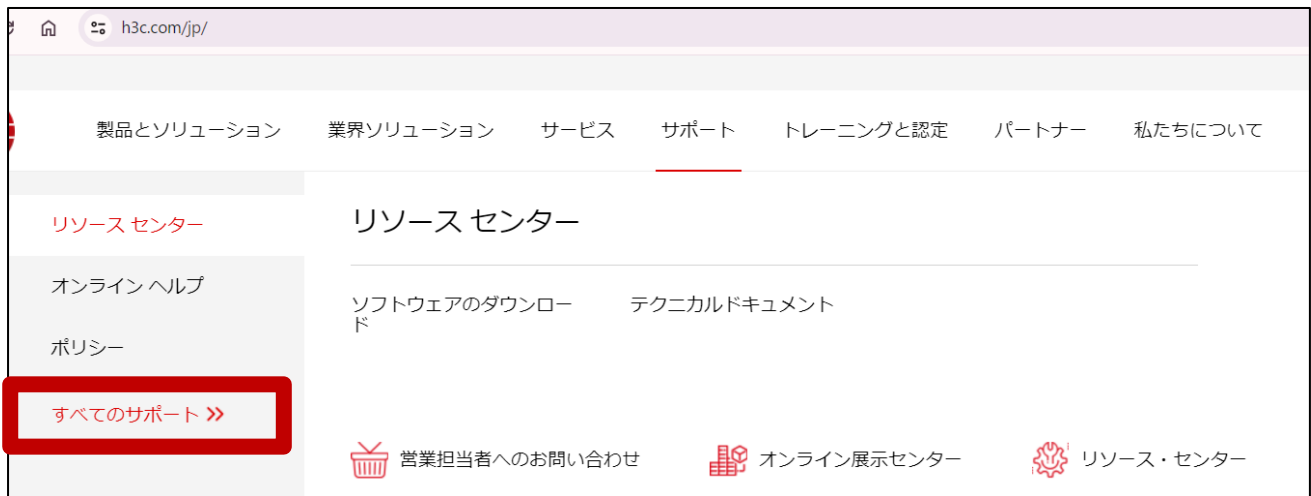 h3c.com/jp/
製品とソリューション 業界ソリューション サービス サポート トレーニングと認定 パートナー 私たちについて
リソース センター
オンライン ヘルプ
ポリシー
すべてのサポート
リソース センター
ソフトウェアのダウンロー
ド
テクニカルドキュメント
営業担当者へのお問い合わせ オンライン展示センター リソース・センター